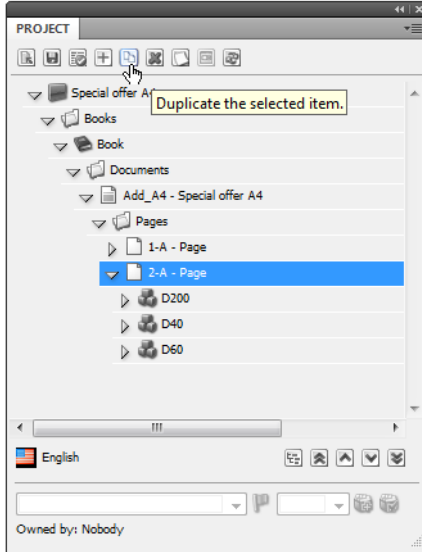 PROJECT
Special offer A4
Duplicate the selected item.
Books
Book
Documents
Add_A4 - Special offer A4
Pages
1-A - Page
2-A - Page
D200
D40
D60
English
Owned by: Nobody